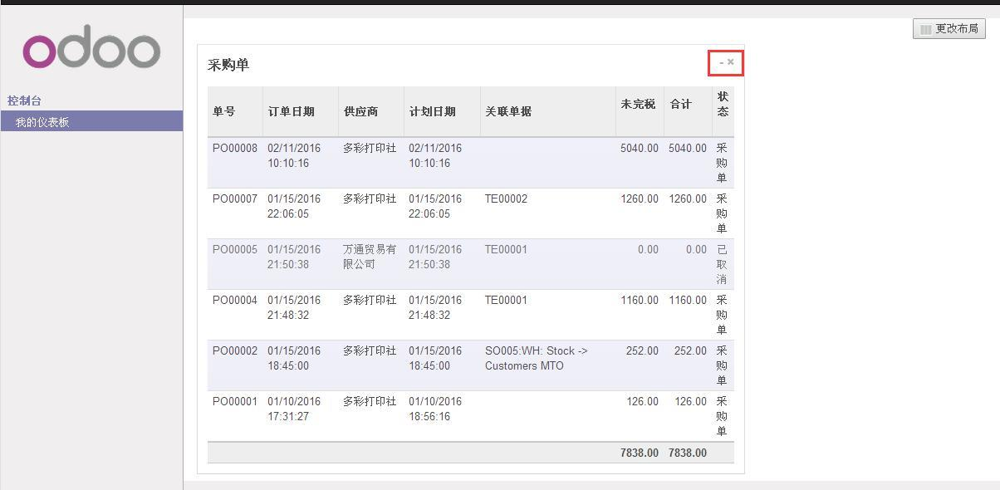 odoo
更改布局
控制台
我的仪表板
采购单
- ×
单号 订单日期 供应商 计划日期 关联单据 未完税 合计 状态
PO00008 02/11/2016 10:10:16 多彩打印社 02/11/2016 10:10:16 5040.00 5040.00 采购单
PO00007 01/15/2016 22:06:05 多彩打印社 01/15/2016 22:06:05 TE00002 1260.00 1260.00 采购单
PO00005 01/15/2016 21:50:38 万通贸易有限公司 01/15/2016 21:50:38 TE00001 0.00 0.00 已取消
PO00004 01/15/2016 21:48:32 多彩打印社 01/15/2016 21:48:32 TE00001 1160.00 1160.00 采购单
PO00002 01/15/2016 18:45:00 多彩打印社 01/15/2016 18:45:00 SO005:WH: Stock -> Customers MTO 252.00 252.00 采购单
PO00001 01/10/2016 17:31:27 多彩打印社 01/10/2016 18:56:16 126.00 126.00 采购单
7838.00 7838.00